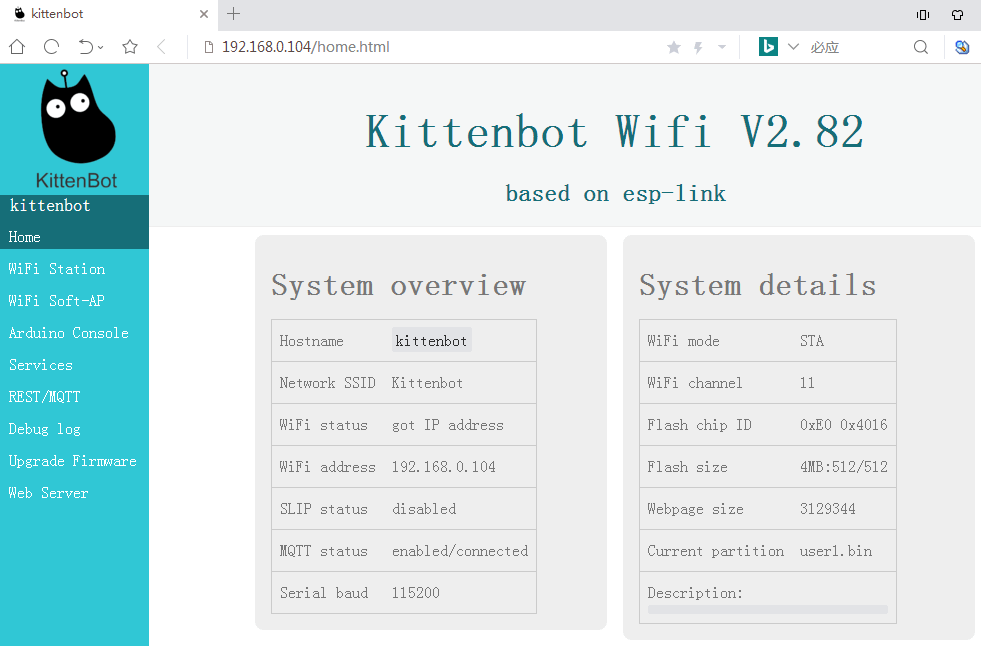 kittenbot
192.168.0.104/home.html
必应
KittenBot
kittenbot
Home
WiFi Station
WiFi Soft-AP
Arduino Console
Services
REST/MQTT
Debug log
Upgrade Firmware
Web Server
Kittenbot Wifi V2.82
based on esp-link
System overview
Hostname kittenbot
Network SSID Kittenbot
WiFi status got IP address
WiFi address 192.168.0.104
SLIP status disabled
MQTT status enabled/connected
Serial baud 115200
System details
WiFi mode STA
WiFi channel 11
Flash chip ID 0xE0 0x4016
Flash size 4MB:512/512
Webpage size 3129344
Current partition user1.bin
Description: